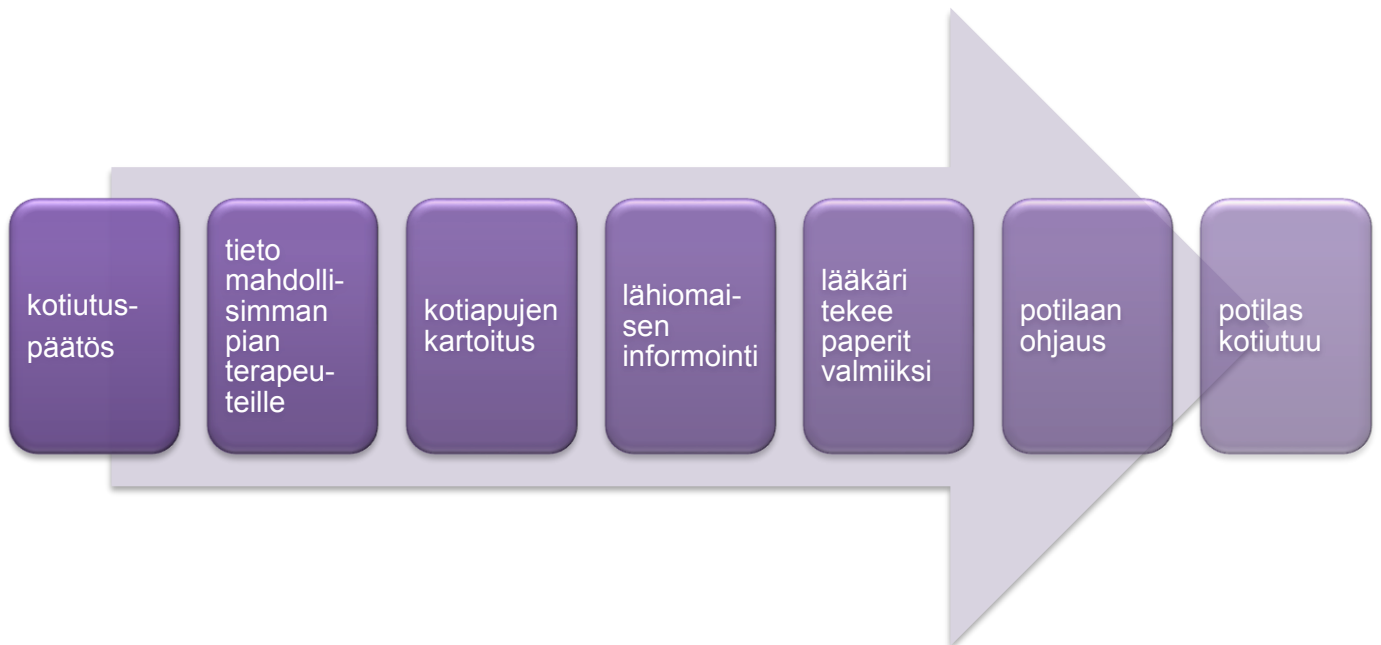 kotiutus-
päätös
tieto
mahdolli-
simman
pian
terapeu-
teille
kotiapujen
kartoitus
lähiomai-
sen
informointi
lääkäri
tekee
paperit
valmiiksi
potilaan
ohjaus
potilas
kotiutuu